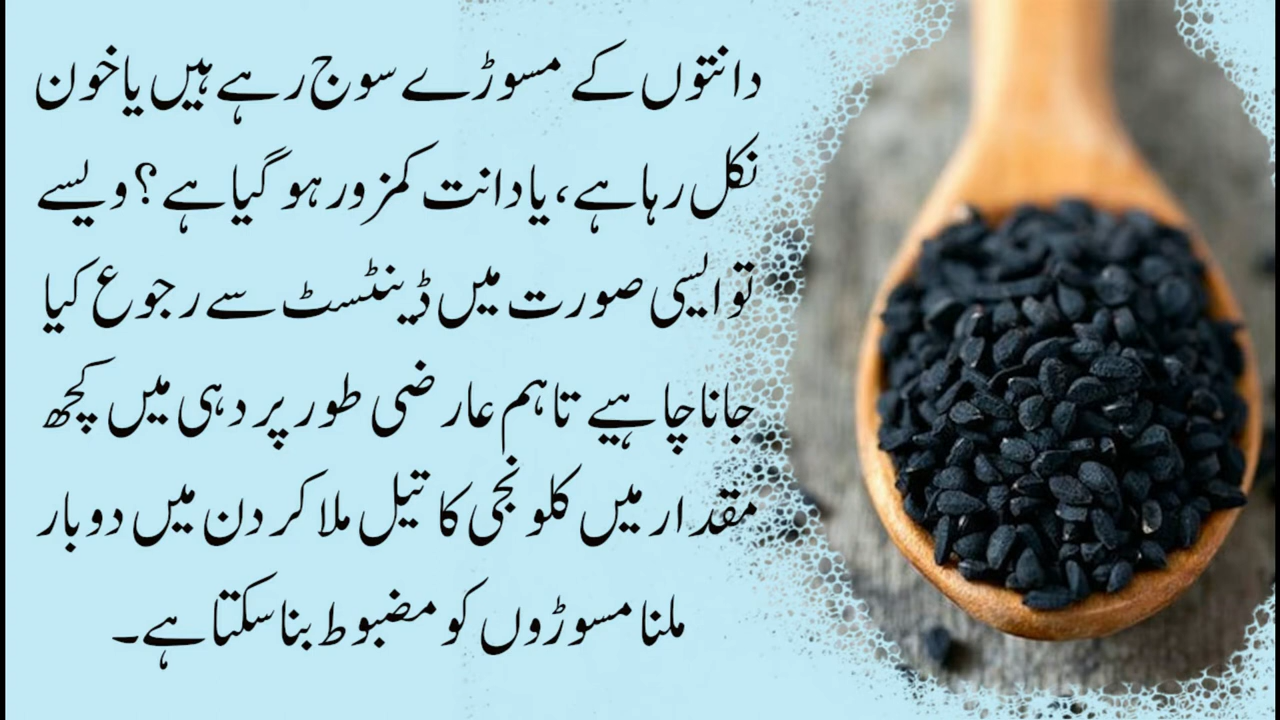 دانتوں کے مسوڑے سوج رہے ہیں یا خون
نکل رہا ہے، یا دانت کمزور ہو گیا ہے؟ ویسے
تو ایسی صورت میں ڈینٹسٹ سے رجوع کیا
جانا چاہیے تاہم عارضی طور پر دہی میں کچھ
مقدار میں کلونجی کا تیل ملا کر دن میں دو بار
ملنا مسوڑوں کو مضبوط بنا سکتا ہے۔